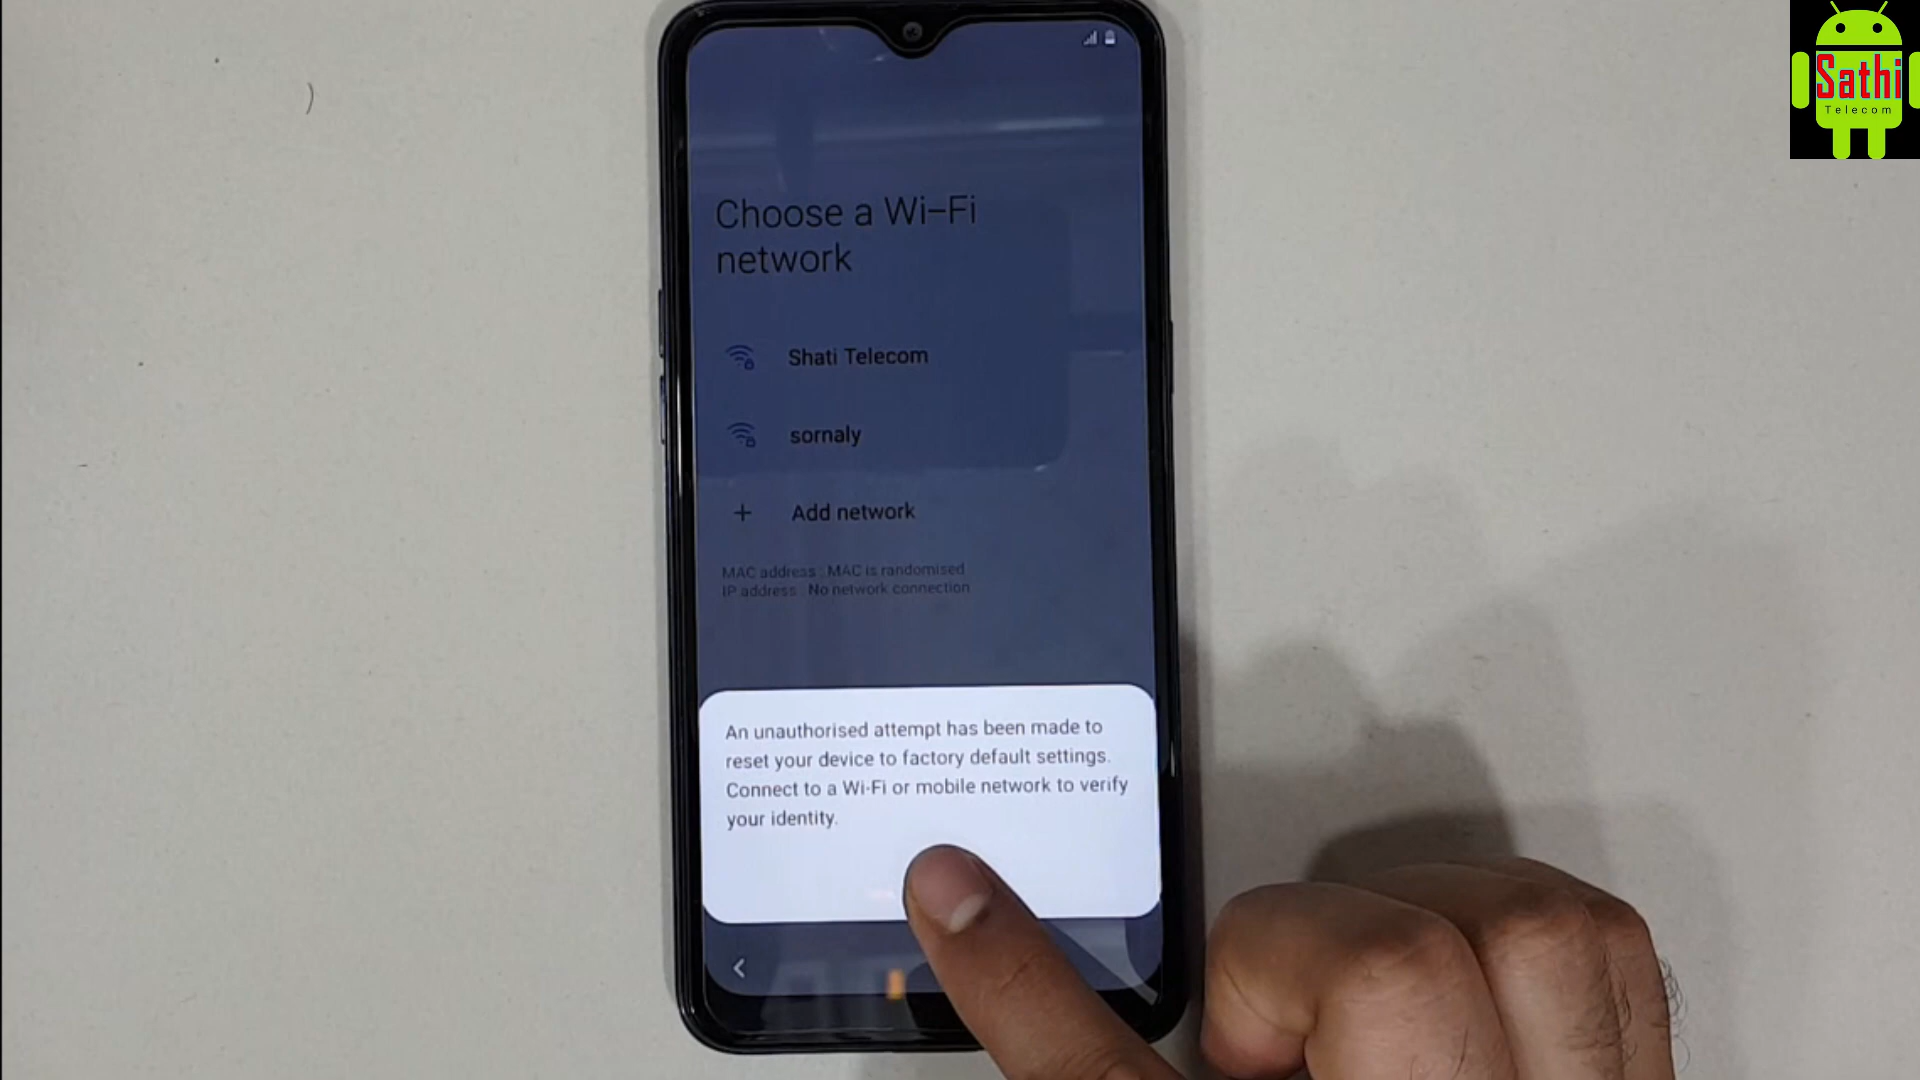 Sathi
Telecom
Choose a Wi-Fi
network
Shati Telecom
sornaly
+ Add network
MAC address : MAC is randomised
IP address : No network connection
An unauthorised attempt has been made to
reset your device to factory default settings.
Connect to a Wi-Fi or mobile network to verify
your identity.